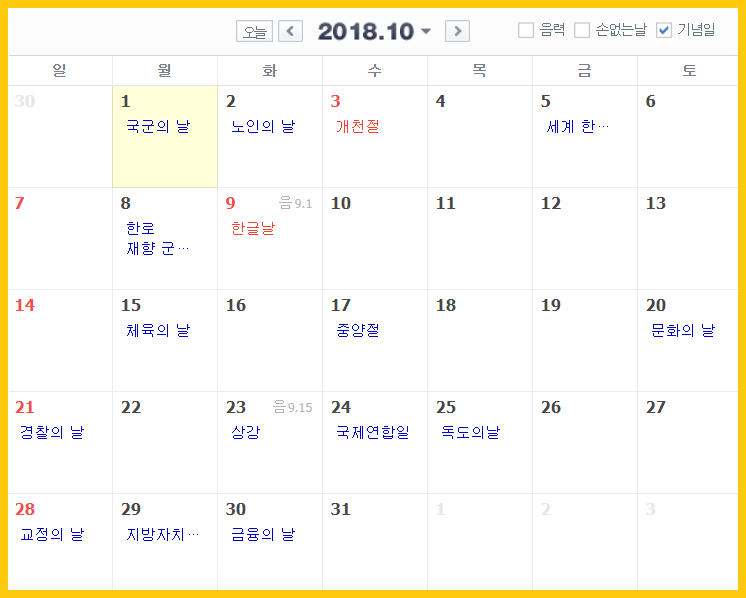 오늘 < 2018.10 > 음력 손없는날 기념일
일 월 화 수 목 금 토
30 1 2 3 4 5 6
국군의 날 노인의 날 개천절 세계 한…
7 8 9 음9.1 10 11 12 13
한로 한글날
재향 군…
14 15 16 17 18 19 20
체육의 날 중양절 문화의 날
21 22 23 음9.15 24 25 26 27
경찰의 날 상강 국제연합일 독도의날
28 29 30 31 1 2 3
교정의 날 지방자치… 금융의 날